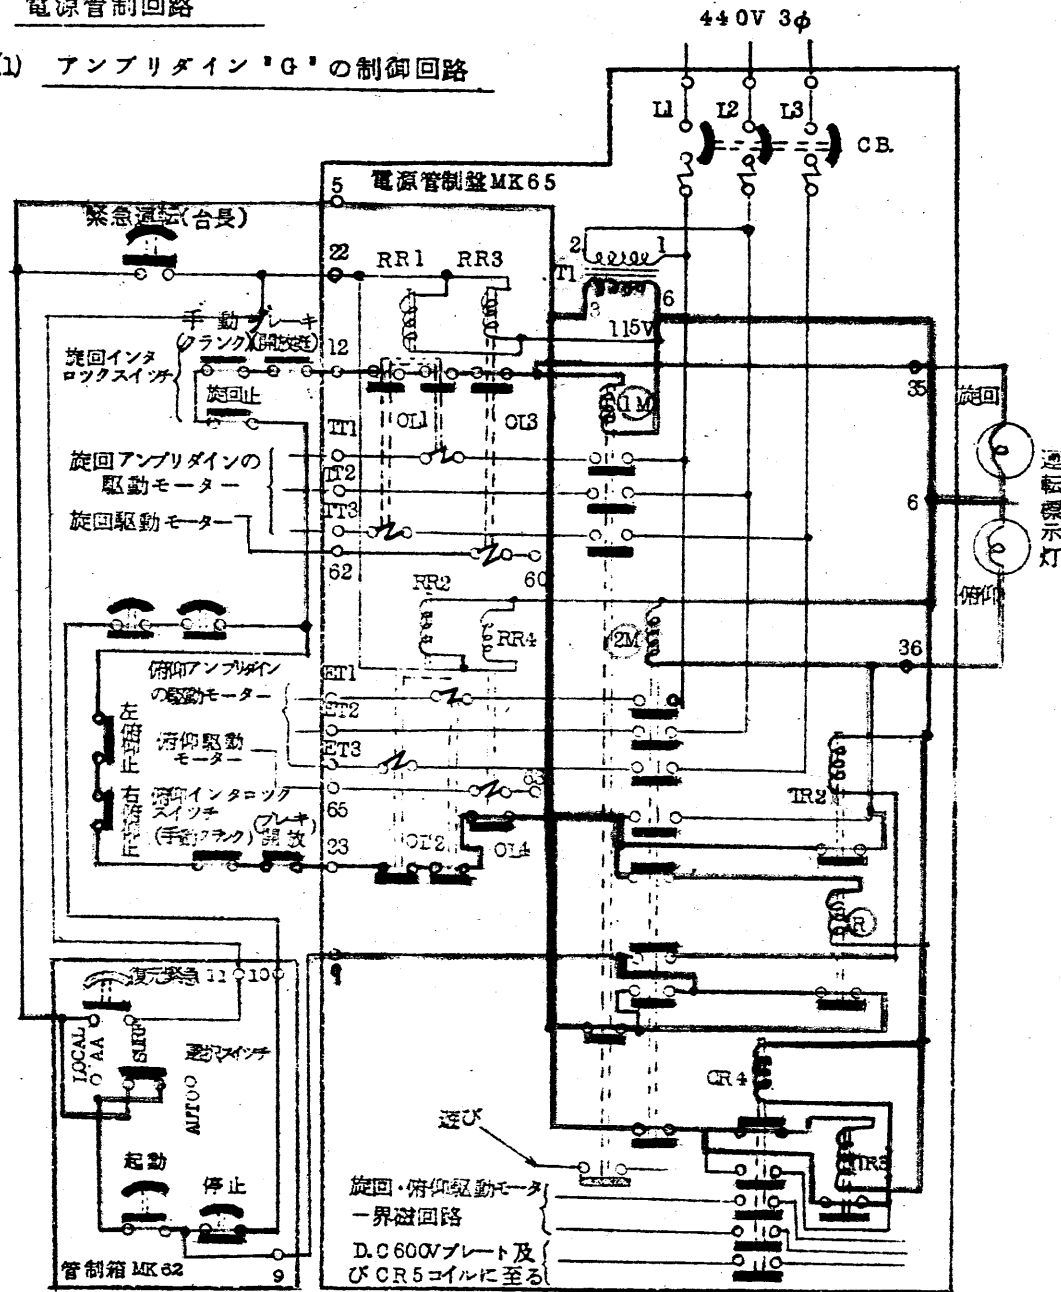 電源管制回路
(1) アンプリダイン"G"の制御回路
440V 3φ
L1 L2 L3
CB.
電源管制盤MK65
5
緊急運転(台長)
22
RR1 RR3
2 1
T1
3 6
115V
手動 ブレーキ
(クランク)
12
旋回インタ
ロックスイッチ
旋回止
OL1 OL3
1M
35
旋回
TT1
TT2
TT3
旋回アンプリダインの
駆動モーター
旋回駆動モーター
62
60
6
運転標示灯
俯仰
RR2
RR4
2M
36
俯仰アンプリダイン
の駆動モーター
ET1
ET2
ET3
左俯仰止
俯仰駆動
モーター
65
右俯仰止
俯仰インタロック
スイッチ
(手動クランク)
(ブレーキ)
開放
23
OL2
OL4
TR2
R
復元緊急 11 10
LOCAL
AA
SURF
AUTO
選択スイッチ
起動
停止
管制箱MK62
9
CR4
TR3
遊び
旋回・俯仰駆動モータ
ー界磁回路
D.C600Vプレート及
びCR5コイルに至る